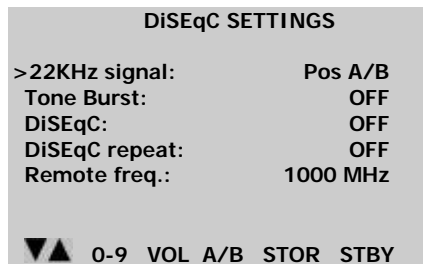 DiSEqC SETTINGS
>22KHz signal: Pos A/B
Tone Burst: OFF
DiSEqC: OFF
DiSEqC repeat: OFF
Remote freq.: 1000 MHz
▼▲ 0-9 VOL A/B STOR STBY